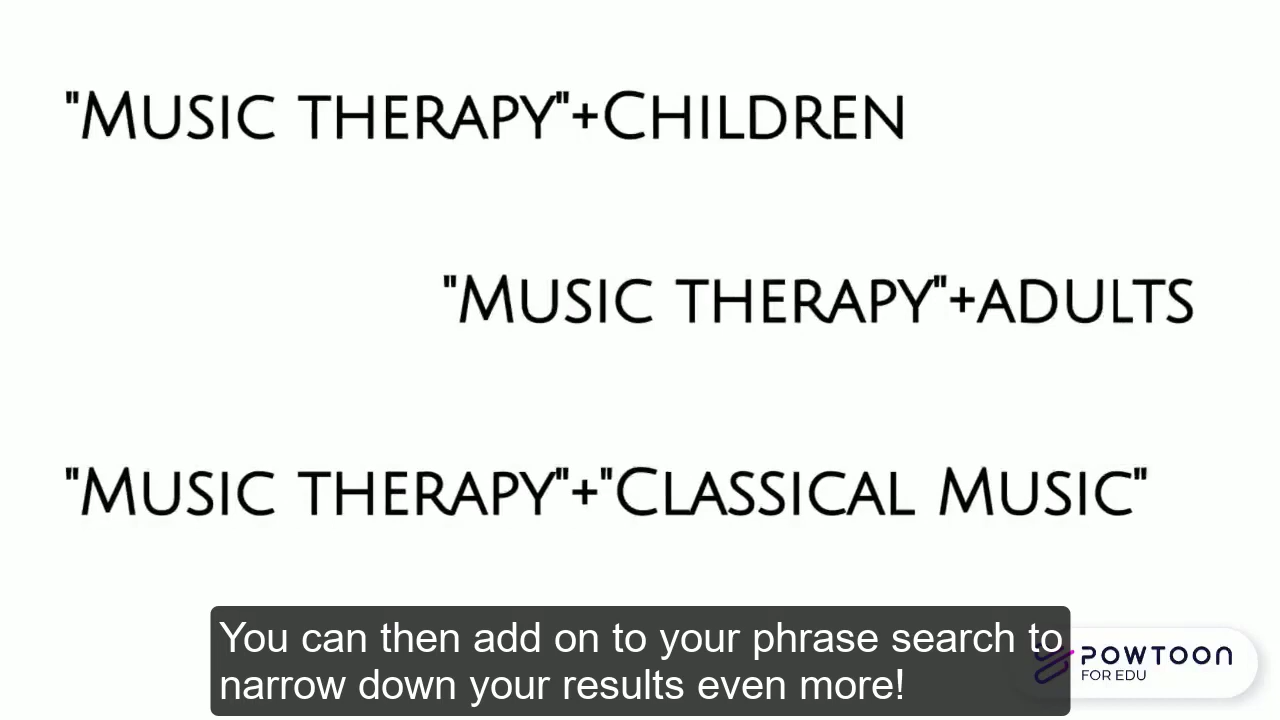 "Music therapy"+Children
"Music therapy"+adults
"Music therapy"+"Classical Music"
You can then add on to your phrase search to
narrow down your results even more!
POWTOON
FOR EDU